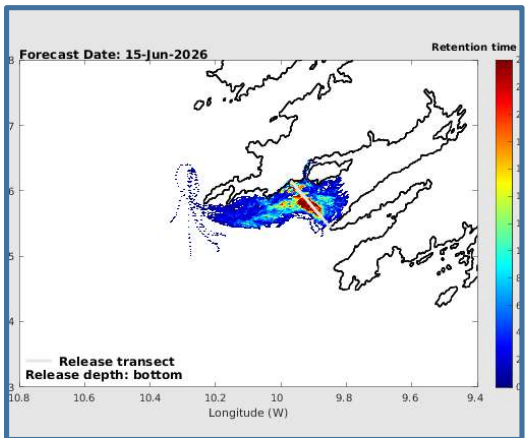 Forecast Date: 15-Jun-2026
Retention time
8
7
6
5
4
3
Release transect
Release depth: bottom
10.8 10.6 10.4 10.2 10 9.8 9.6 9.4
Longitude (W)